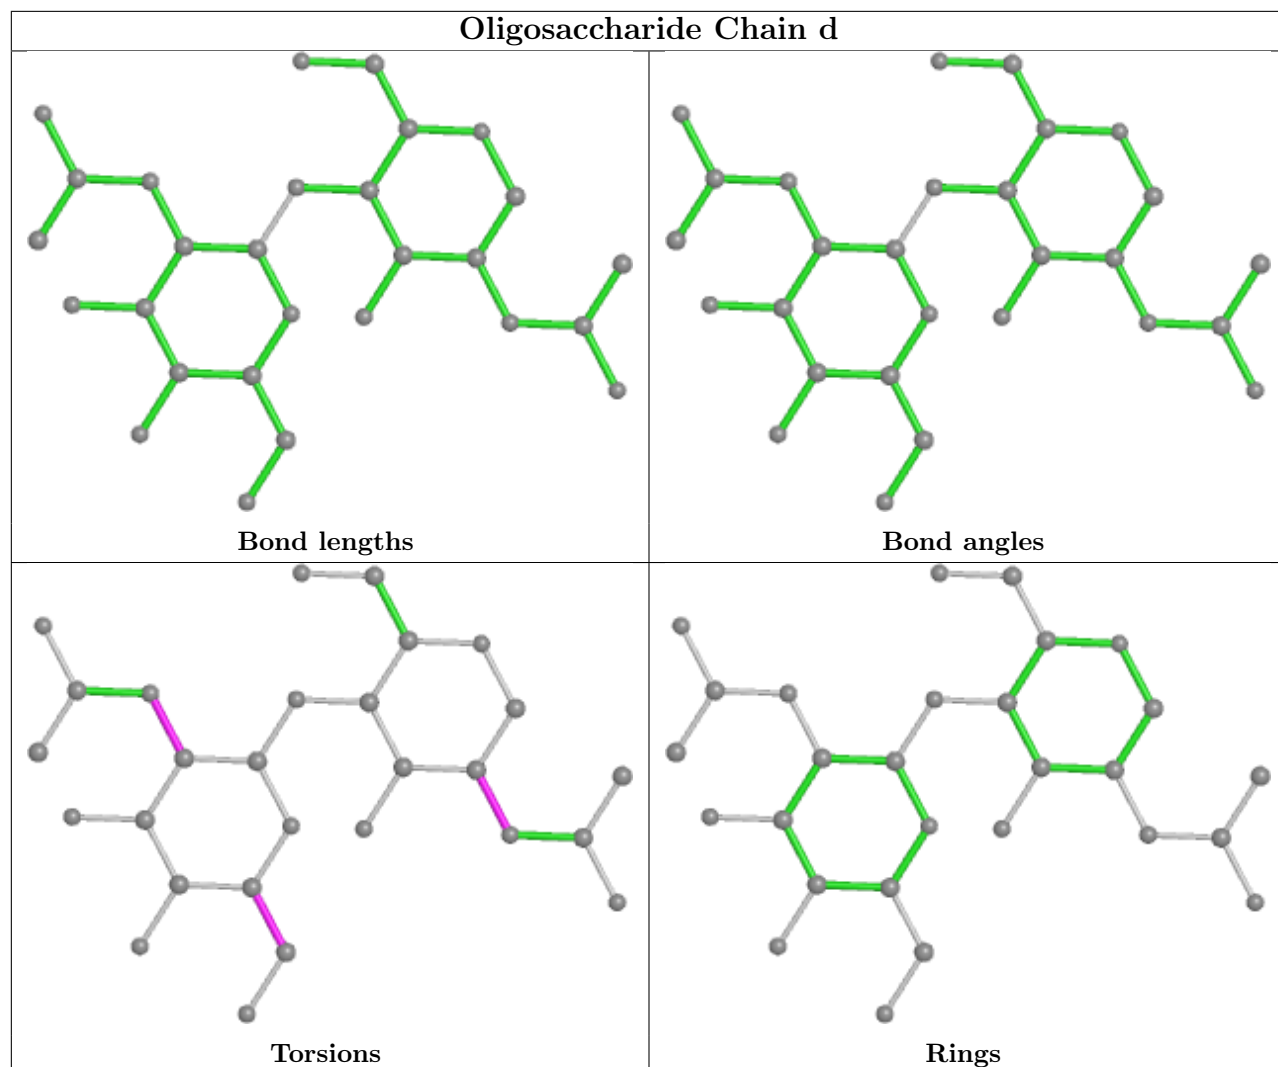 Oligosaccharide Chain d
Bond lengths
Bond angles
Torsions
Rings